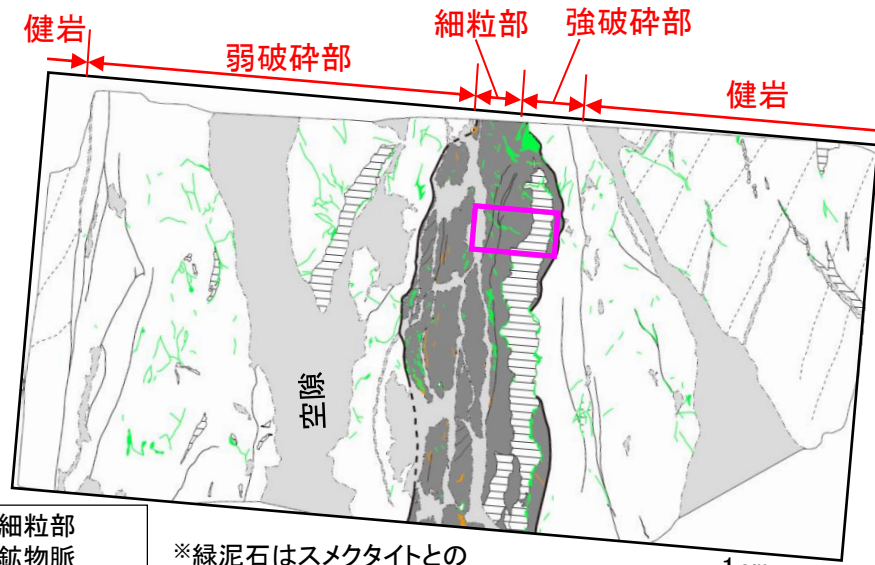 健岩
弱破砕部
細粒部
強破砕部
健岩
空隙
細粒部
鉱物脈
※緑泥石はスメクタイトとの
1cm